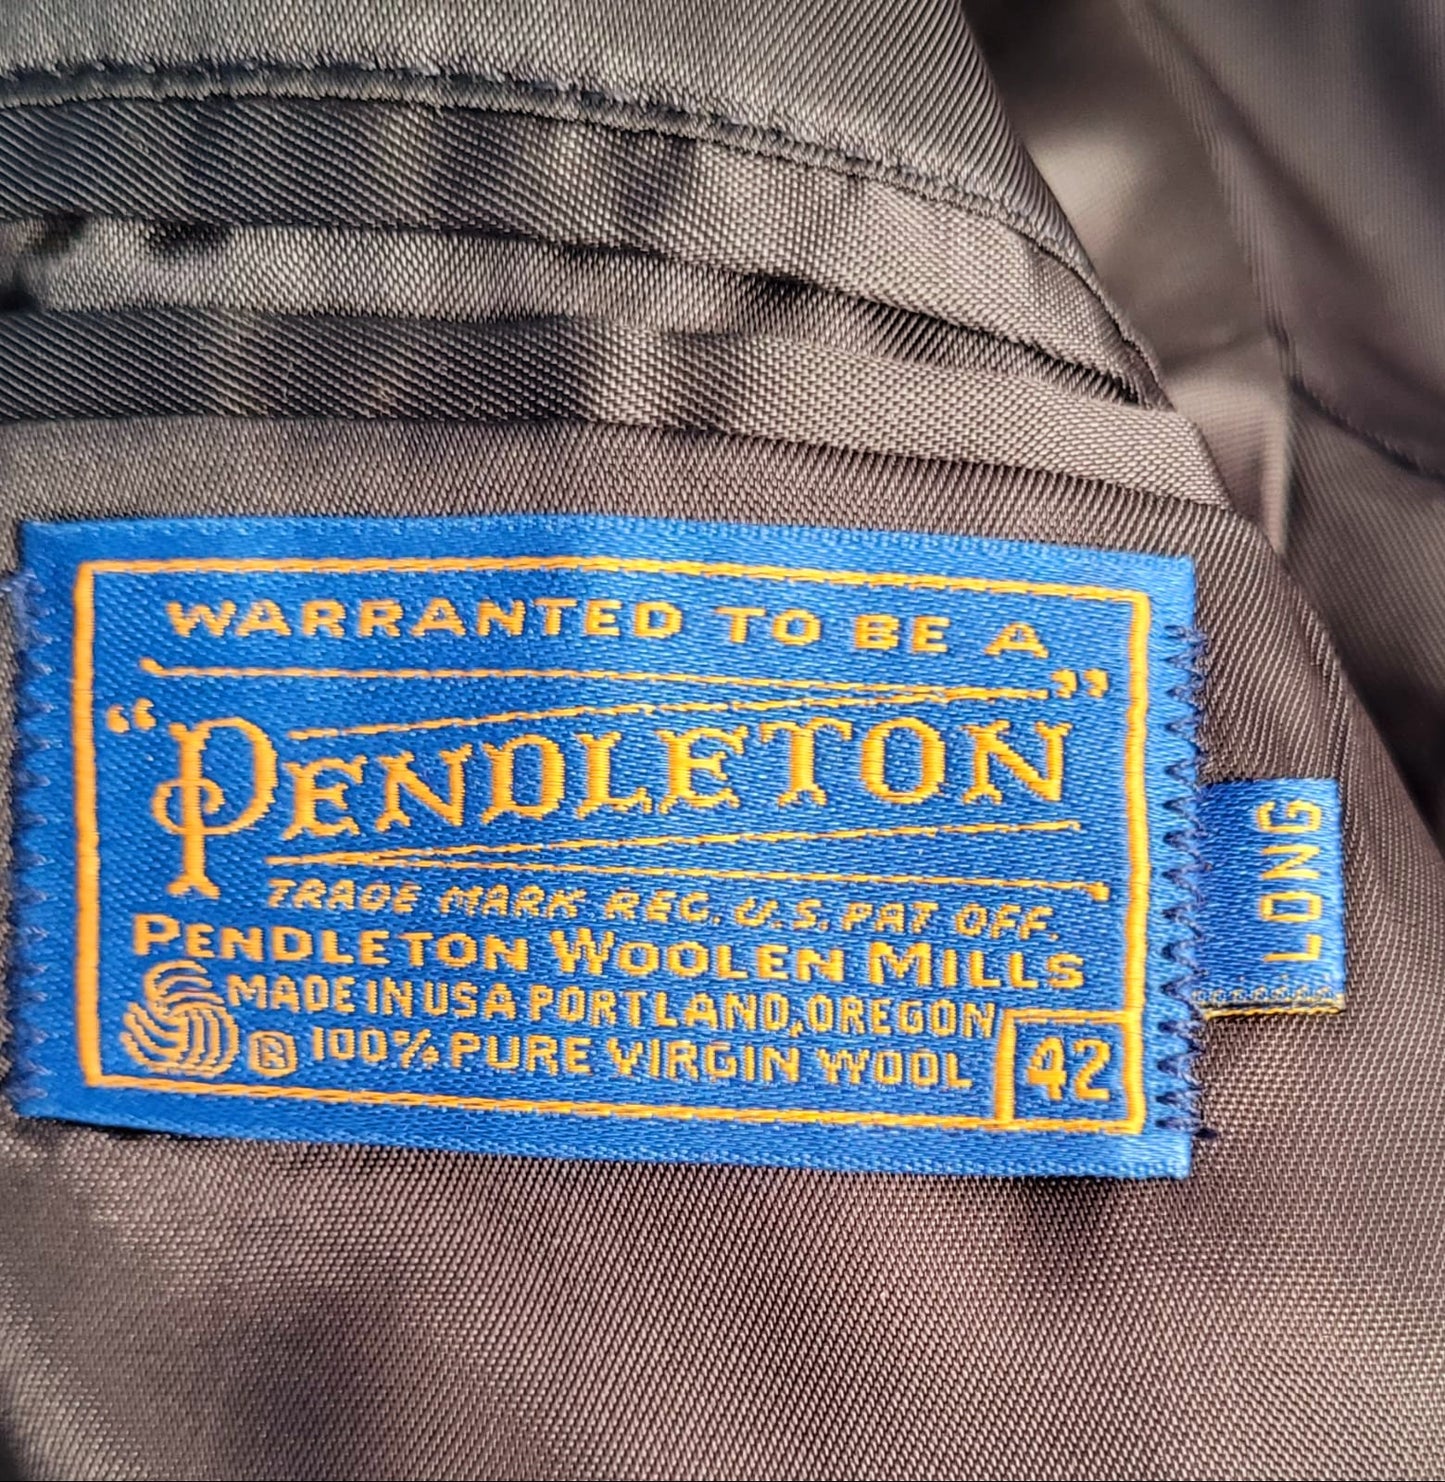 WARRANTED TO BE A
“PENDLETON”
TRADE MARK REG. U.S. PAT OFF.
PENDLETON WOOLEN MILLS
MADE IN USA PORTLAND, OREGON
® 100% PURE VIRGIN WOOL
42
LONG